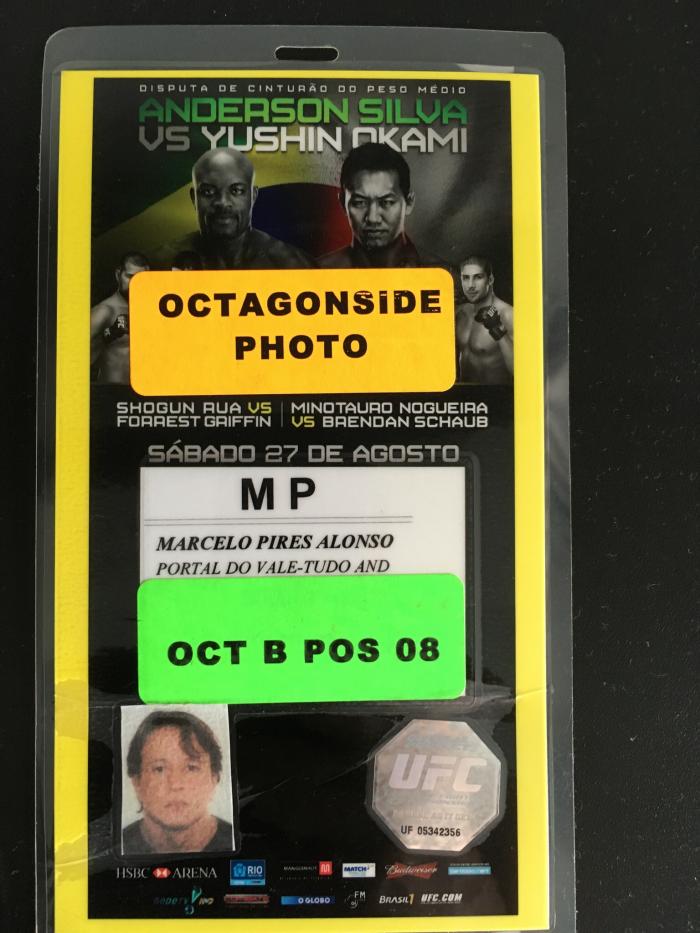 DISPUTA DE CINTURÃO DO PESO MÉDIO
ANDERSON SILVA
VS YUSHIN OKAMI
OCTAGONSIDE
PHOTO
SHOGUN RUA VS
FORREST GRIFFIN
MINOTAURO NOGUEIRA
VS BRENDAN SCHAUB
SÁBADO 27 DE AGOSTO
M P
MARCELO PIRES ALONSO
PORTAL DO VALE-TUDO AND
OCT B POS 08
UFC
UF 05342356
HSBC ARENA
RIO
MATCH
Budweiser
O GLOBO
FM
BRASIL1
UFC.COM